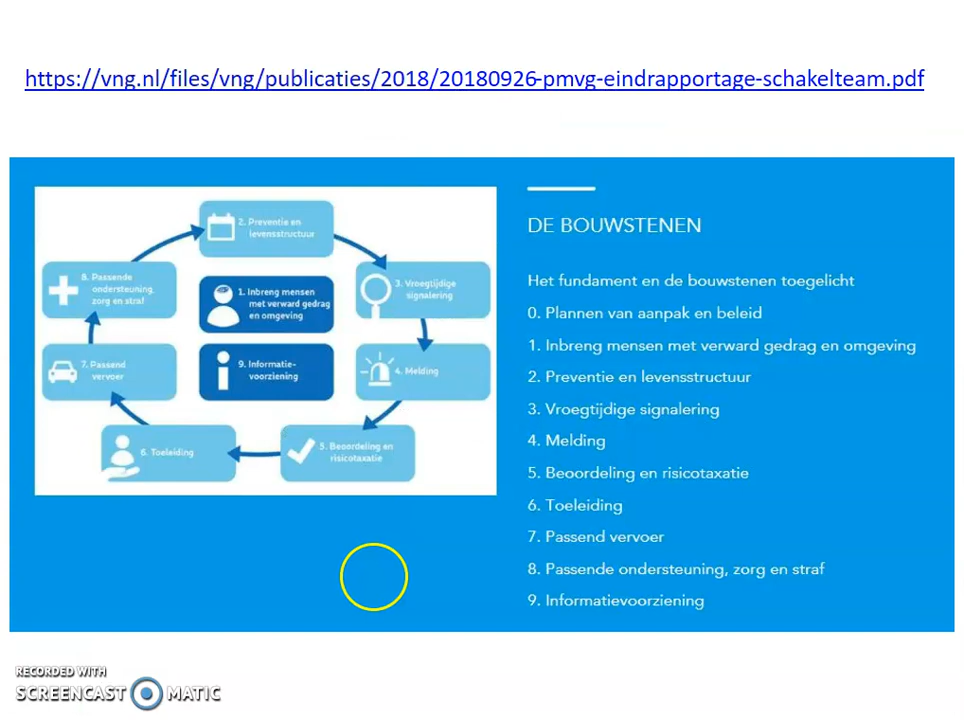 https://vng.nl/files/vng/publicaties/2018/20180926-pmvg-eindrapportage-schakelteam.pdf
2. Preventie en
levensstructuur
8. Passende
ondersteuning,
zorg en straf
1. Inbreng mensen
met verward gedrag
en omgeving
3. Vroegtijdige
signalering
7. Passend
vervoer
9. Informatie-
voorziening
4. Melding
6. Toeleiding
5. Beoordeling en
risicotaxatie
DE BOUWSTENEN
Het fundament en de bouwstenen toegelicht
0. Plannen van aanpak en beleid
1. Inbreng mensen met verward gedrag en omgeving
2. Preventie en levensstructuur
3. Vroegtijdige signalering
4. Melding
5. Beoordeling en risicotaxatie
6. Toeleiding
7. Passend vervoer
8. Passende ondersteuning, zorg en straf
9. Informatievoorziening
RECORDED WITH
SCREENCAST MATIC